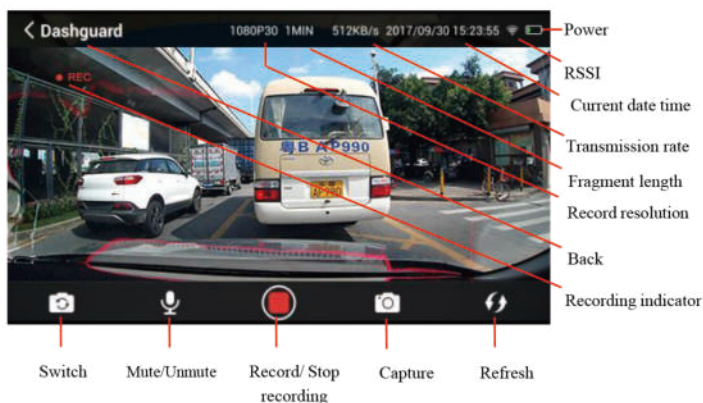 Dashguard 1080P30 1MIN 512KB/s 2017/09/30 15:23:55
Power
RSSI
REC
Current date time
Transmission rate
粤B AP990
Fragment length
AP990
Record resolution
Back
Recording indicator
Switch Mute/Unmute Record/ Stop recording Capture Refresh